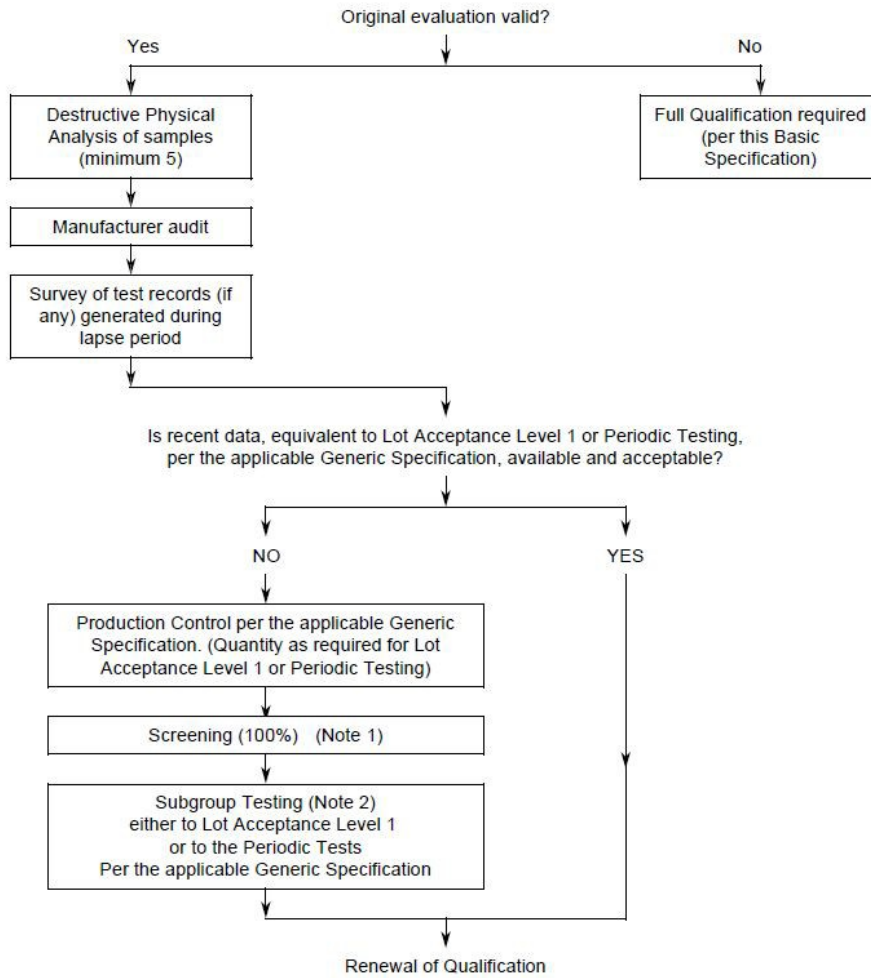 Original evaluation valid?
Yes
No
Destructive Physical
Analysis of samples
(minimum 5)
Full Qualification required
(per this Basic
Specification)
Manufacturer audit
Survey of test records (if
any) generated during
lapse period
Is recent data, equivalent to Lot Acceptance Level 1 or Periodic Testing,
per the applicable Generic Specification, available and acceptable?
NO
YES
Production Control per the applicable Generic
Specification. (Quantity as required for Lot
Acceptance Level 1 or Periodic Testing)
Screening (100%) (Note 1)
Subgroup Testing (Note 2)
either to Lot Acceptance Level 1
or to the Periodic Tests
Per the applicable Generic Specification
Renewal of Qualification